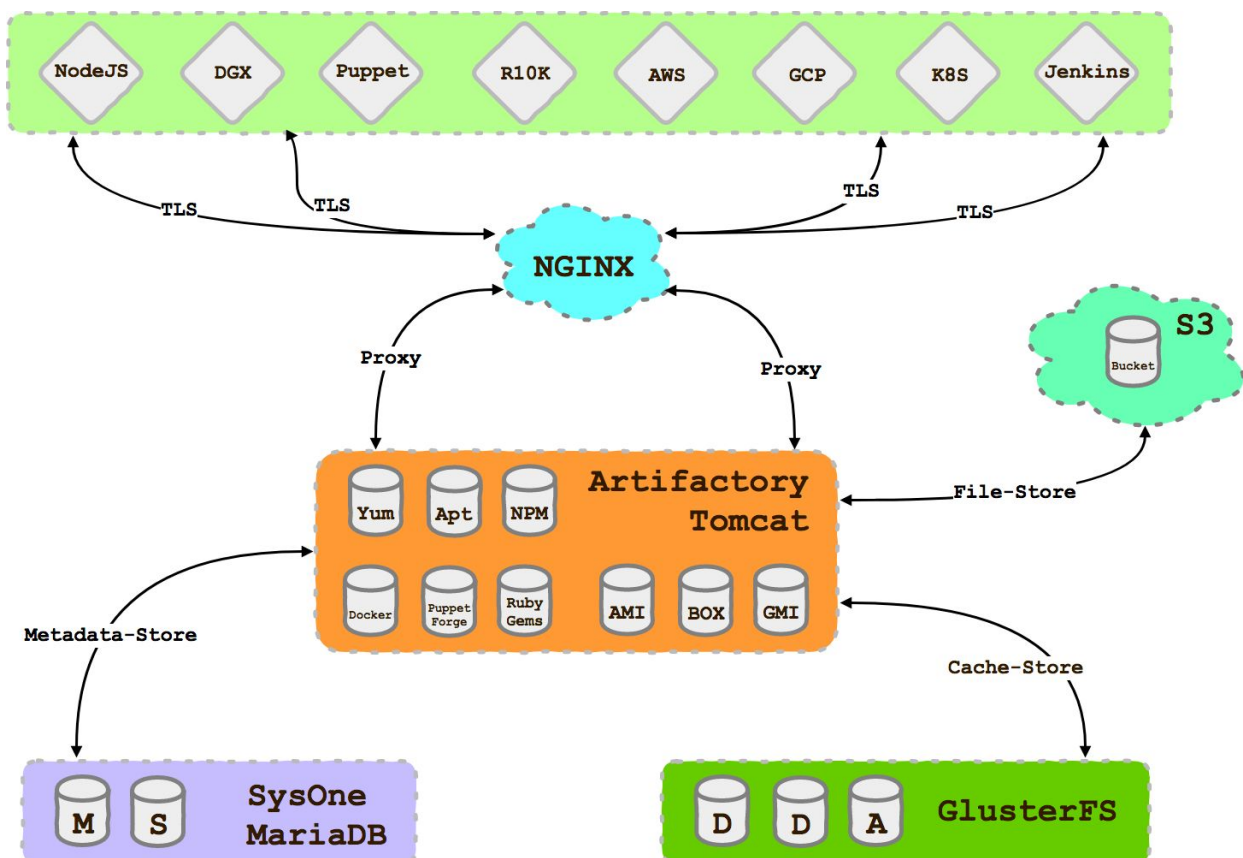 NodeJS
DGX
Puppet
R10K
AWS
GCP
K8S
Jenkins
TLS
TLS
TLS
TLS
NGINX
S3
Bucket
Proxy
Proxy
Artifactory
Tomcat
Yum
Apt
NPM
File-Store
Docker
Puppet
Forge
Ruby
Gems
AMI
BOX
GMI
Metadata-Store
Cache-Store
M
S
SysOne
MariaDB
D
D
A
GlusterFS